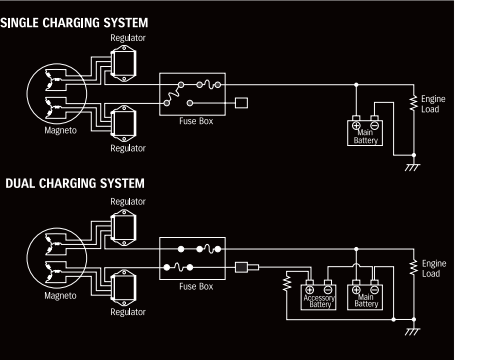 SINGLE CHARGING SYSTEM
Regulator
Magneto
Regulator
Fuse Box
Main
Battery
Engine
Load
DUAL CHARGING SYSTEM
Regulator
Magneto
Regulator
Fuse Box
Accessory
Battery
Main
Battery
Engine
Load